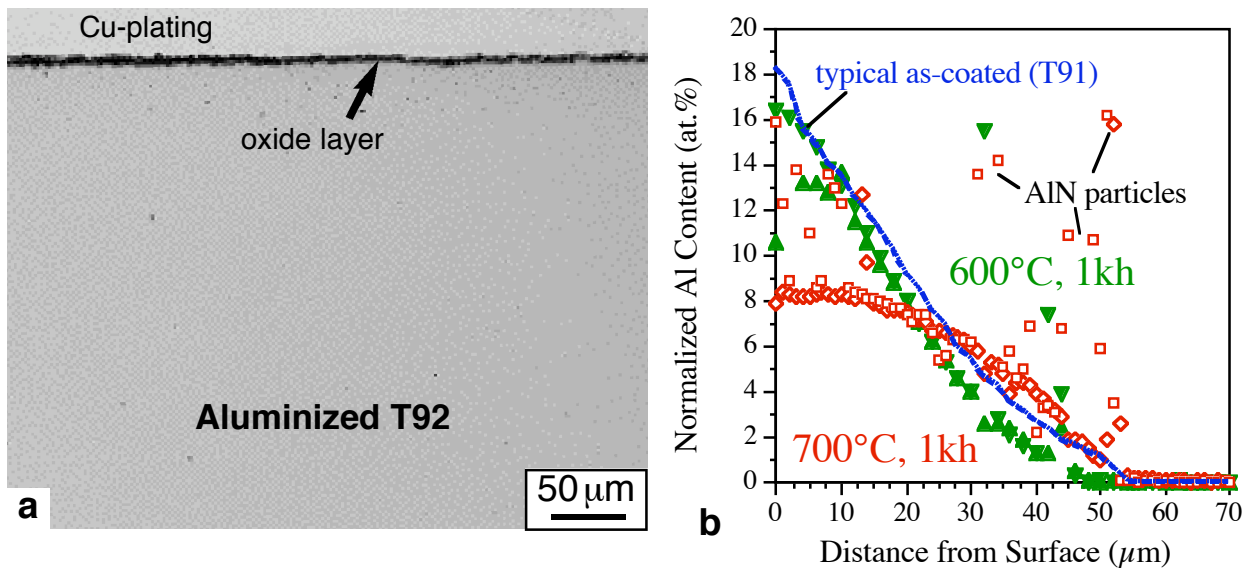 Cu-plating
oxide layer
Aluminized T92
50 µm
a
Normalized Al Content (at.%)
20
18
16
14
12
10
8
6
4
2
0
typical as-coated (T91)
AlN particles
600°C, 1kh
700°C, 1kh
0 10 20 30 40 50 60 70
Distance from Surface (µm)
b